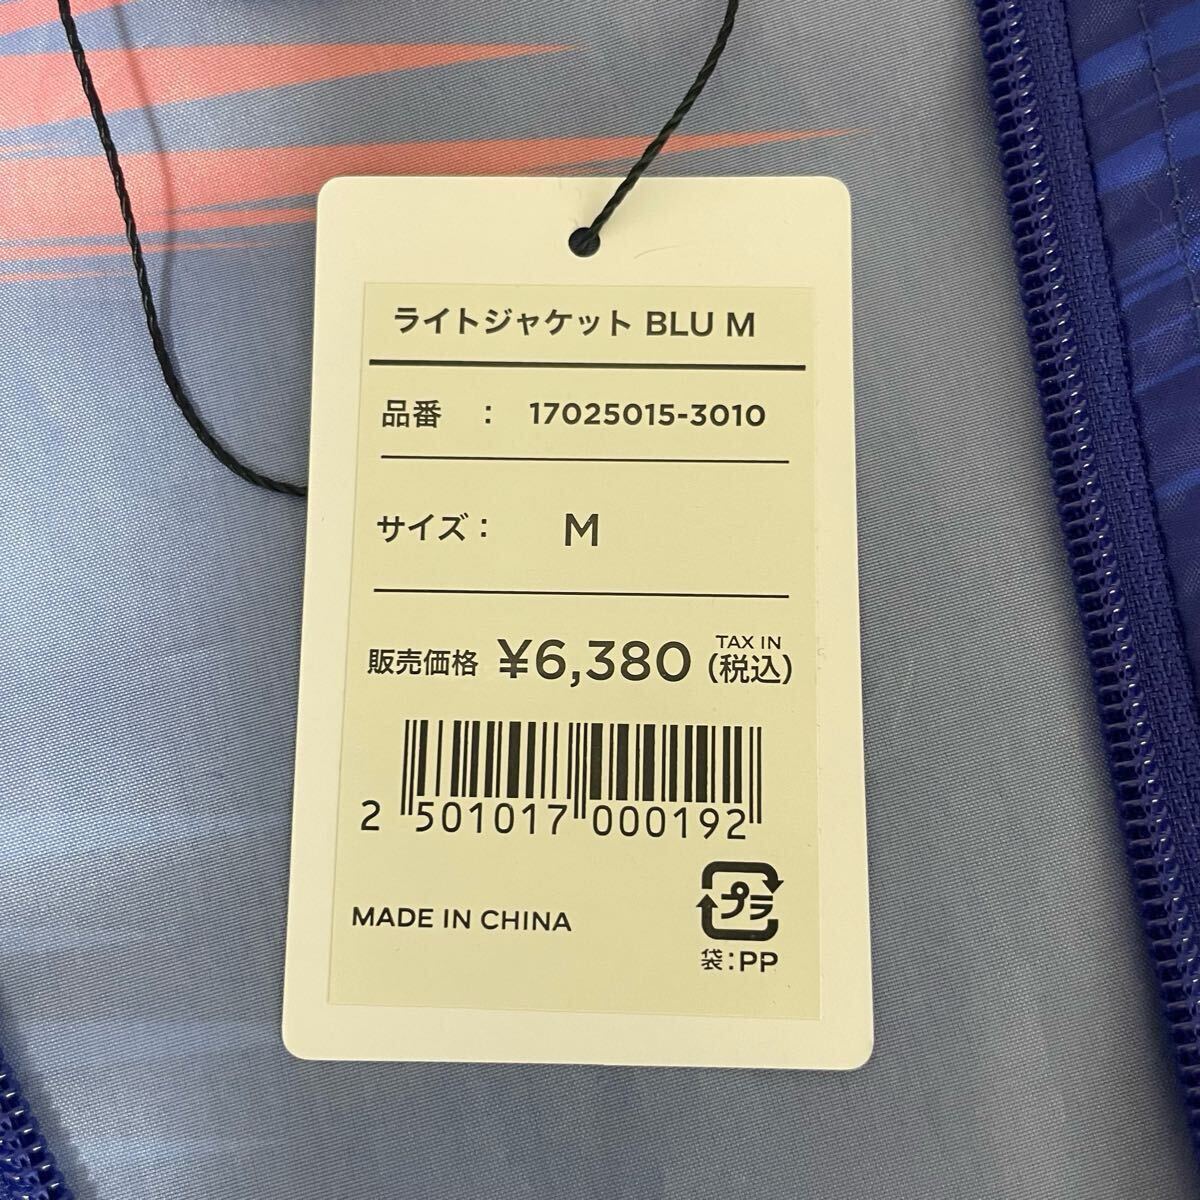 ライトジャケット BLU M
品番 : 17025015-3010
サイズ: M
販売価格 ¥6,380 TAX IN (税込)
2 501017 000192
MADE IN CHINA
プラ
袋:PP